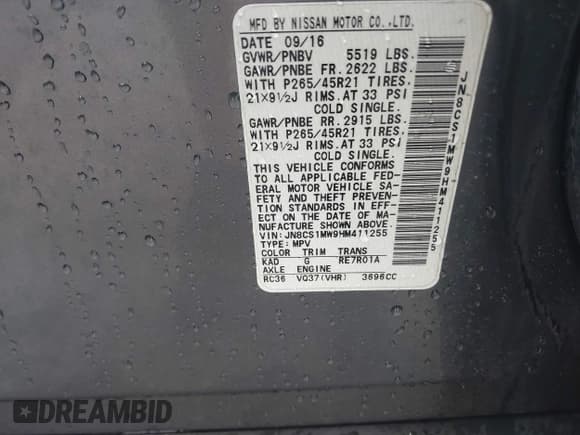 MFD BY NISSAN MOTOR CO.,LTD.
DATE 09/16
GVWR/PNBV 5519 LBS.
GAWR/PNBE FR. 2622 LBS.
WITH P265/45R21 TIRES.
21X9½J RIMS. AT 33 PSI
COLD SINGLE.
GAWR/PNBE RR. 2915 LBS.
WITH P265/45R21 TIRES.
21X9½J RIMS. AT 33 PSI
COLD SINGLE.
THIS VEHICLE CONFORMS
TO ALL APPLICABLE FED-
ERAL MOTOR VEHICLE SA-
FETY AND THEFT PREVEN-
TION STANDARDS IN EFF-
ECT ON THE DATE OF MA-
NUFACTURE SHOWN ABOVE.
VIN: JN8CS1MW9HM411255
TYPE: MPV
COLOR TRIM TRANS
KAD G RE7R01A
AXLE ENGINE
RC36 VQ37(VHR) 3696CC
JN8CS1MW9HM411255
DREAMBID